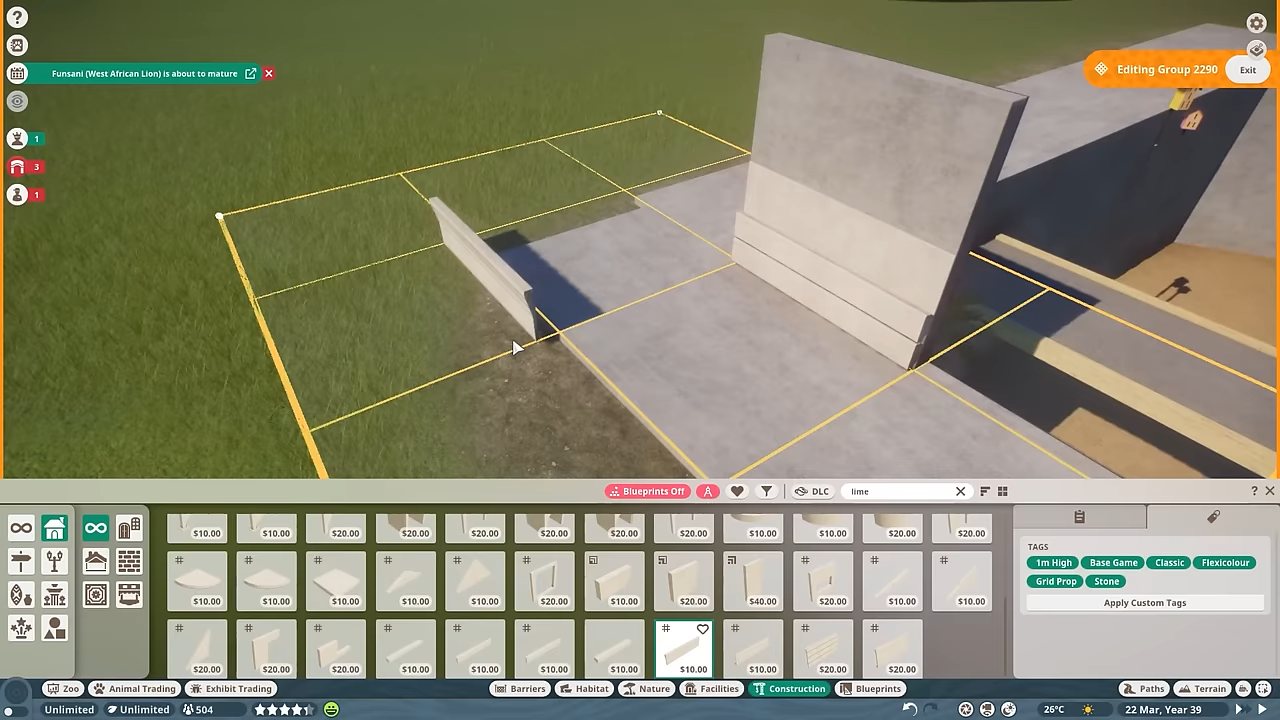 ?
Funsani (West African Lion) is about to mature
Editing Group 2290
Exit
1
3
1
Blueprints Off
DLC
lime
?
$10.00 $10.00 $20.00 $20.00 $10.00 $20.00 $20.00 $20.00 $10.00 $10.00 $20.00 $20.00
$10.00 $10.00 $20.00 $10.00 $10.00 $20.00 $10.00 $20.00 $40.00 $20.00 $10.00 $10.00
$20.00 $20.00 $20.00 $10.00 $10.00 $10.00 $10.00 $10.00 $10.00 $20.00 $20.00
TAGS
1m High Base Game Classic Flexicolour
Grid Prop Stone
Apply Custom Tags
Zoo Animal Trading Exhibit Trading Barriers Habitat Nature Facilities Construction Blueprints Paths Terrain
Unlimited Unlimited 504 26°C 22 Mar, Year 39